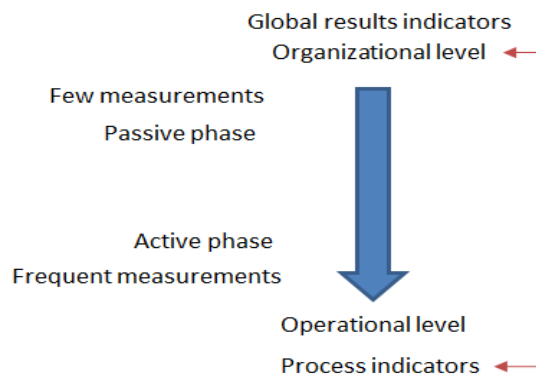 Global results indicators
Organizational level
Few measurements
Passive phase
Active phase
Frequent measurements
Operational level
Process indicators